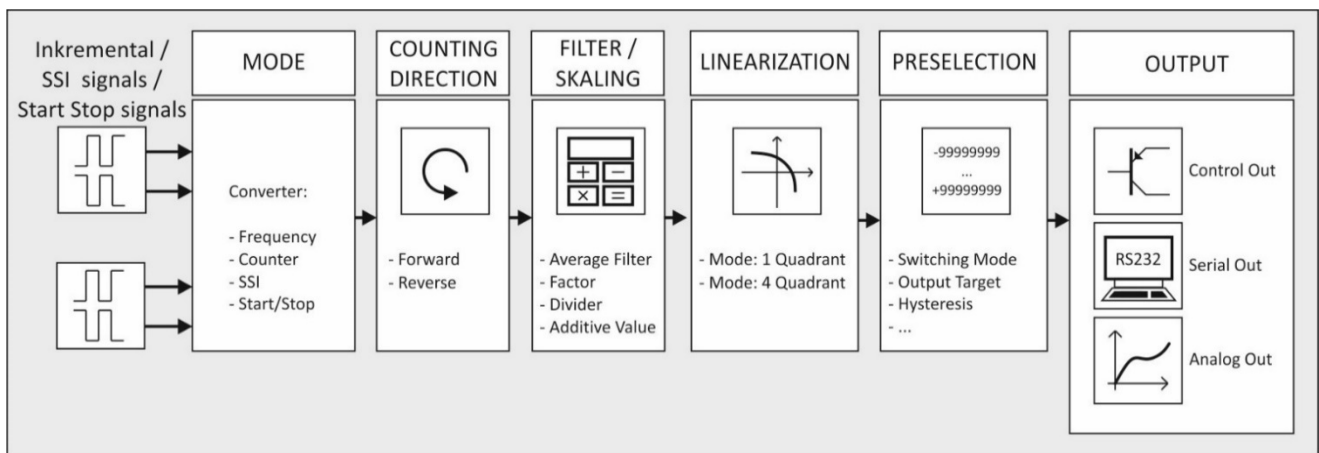 Inkremental /
SSI signals /
Start Stop signals
MODE
Converter:
- Frequency
- Counter
- SSI
- Start/Stop
COUNTING
DIRECTION
- Forward
- Reverse
FILTER /
SKALING
+ −
× =
- Average Filter
- Factor
- Divider
- Additive Value
LINEARIZATION
- Mode: 1 Quadrant
- Mode: 4 Quadrant
PRESELECTION
-99999999
...
+99999999
- Switching Mode
- Output Target
- Hysteresis
- ...
OUTPUT
Control Out
RS232
Serial Out
Analog Out